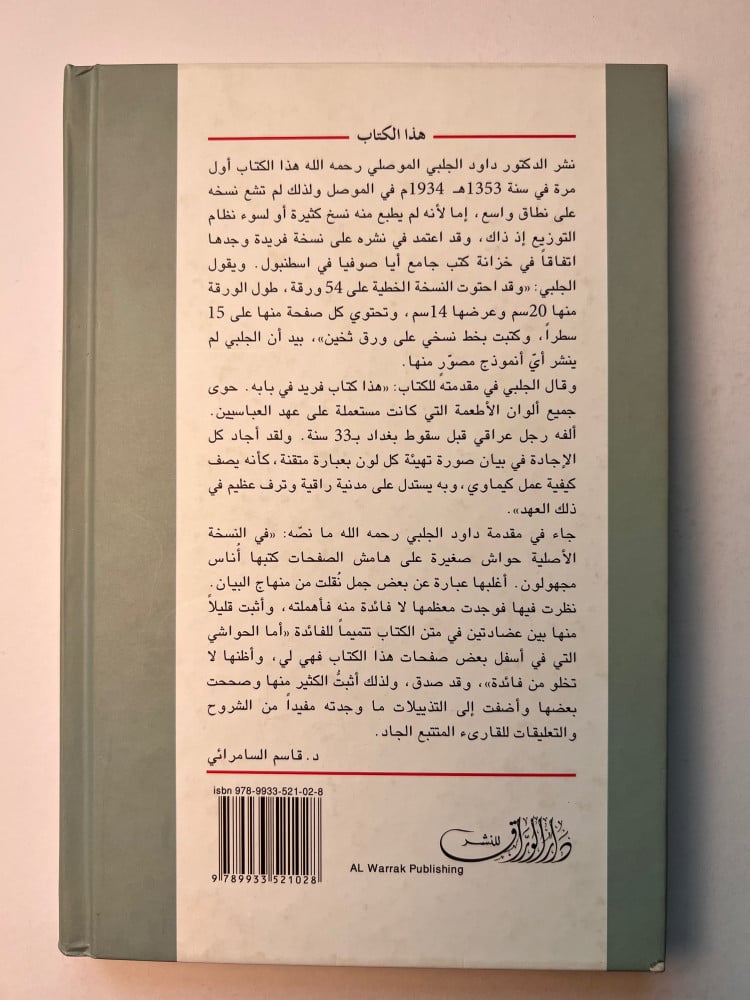 هذا الكتاب
نشر الدكتور داود الجلبي الموصلي رحمه الله هذا الكتاب أول
مرة في سنة 1353هـ 1934م في الموصل ولذلك لم تشع نسخه
على نطاق واسع، إما لأنه لم يطبع منه نسخ كثيرة أو لسوء نظام
التوزيع إذ ذاك، وقد اعتمد في نشره على نسخة فريدة وجدها
اتفاقاً في خزانة كتب جامع أيا صوفيا في اسطنبول. ويقول
الجلبي: «وقد احتوت النسخة الخطية على 54 ورقة، طول الورقة
منها 20سم وعرضها 14سم، وتحتوي كل صفحة منها على 15
سطراً، وكتبت بخط نسخي على ورق ثخين»، بيد أن الجلبي لم
ينشر أيّ أنموذج مصوّر منها.
وقال الجلبي في مقدمته للكتاب: «هذا كتاب فريد في بابه. حوى
جميع ألوان الأطعمة التي كانت مستعملة على عهد العباسيين.
ألفه رجل عراقي قبل سقوط بغداد بـ33 سنة. ولقد أجاد كل
الإجادة في بيان صورة تهيئة كل لون بعبارة متقنة، كأنه يصف
كيفية عمل كيماوي، وبه يستدل على مدنية راقية وترف عظيم في
ذلك العهد».
جاء في مقدمة داود الجلبي رحمه الله ما نصّه: «في النسخة
الأصلية حواش صغيرة على هامش الصفحات كتبها أناس
مجهولون. أغلبها عبارة عن بعض جمل نُقلت من منهاج البيان.
نظرت فيها فوجدت معظمها لا فائدة منه فأهملته، وأثبت قليلاً
منها بين عضادتين في متن الكتاب تتميماً للفائدة «أما الحواشي
التي في أسفل بعض صفحات هذا الكتاب فهي لي، وأظنها لا
تخلو من فائدة»، وقد صدق، ولذلك أثبتُ الكثير منها وصححت
بعضها وأضفت إلى التذييلات ما وجدته مفيداً من الشروح
والتعليقات للقارىء المتتبع الجاد.
د. قاسم السامرائي
isbn 978-9933-521-02-8
9 789933 521028
دار الوراق للنشر
AL Warrak Publishing